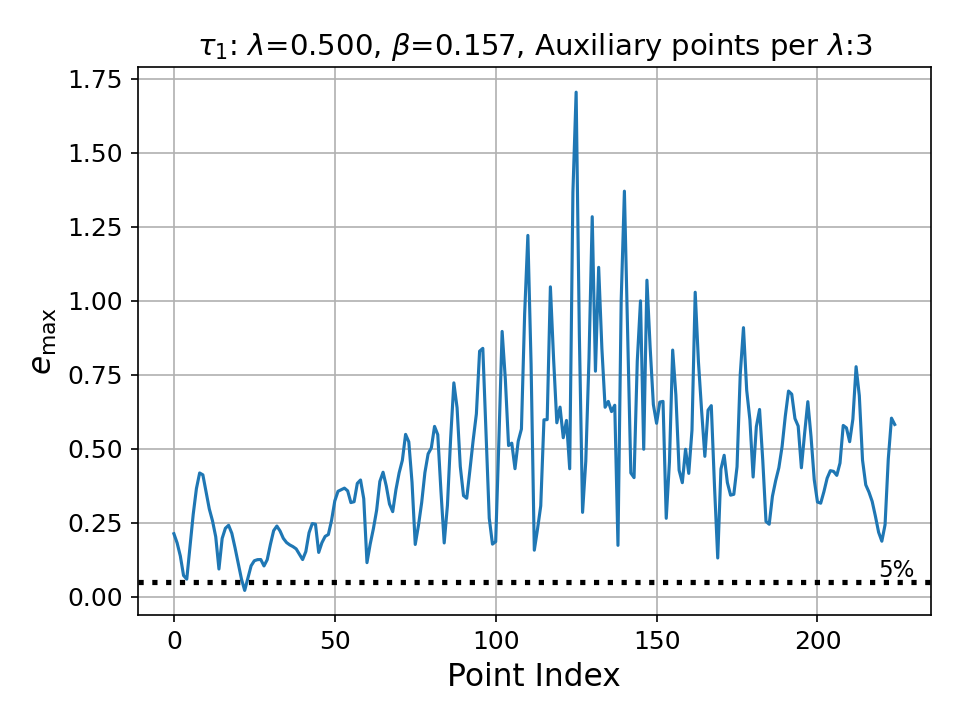 τ₁: λ=0.500, β=0.157, Auxiliary points per λ:3
1.75
1.50
1.25
1.00
0.75
0.50
0.25
0.00
e_max
5%
0 50 100 150 200
Point Index